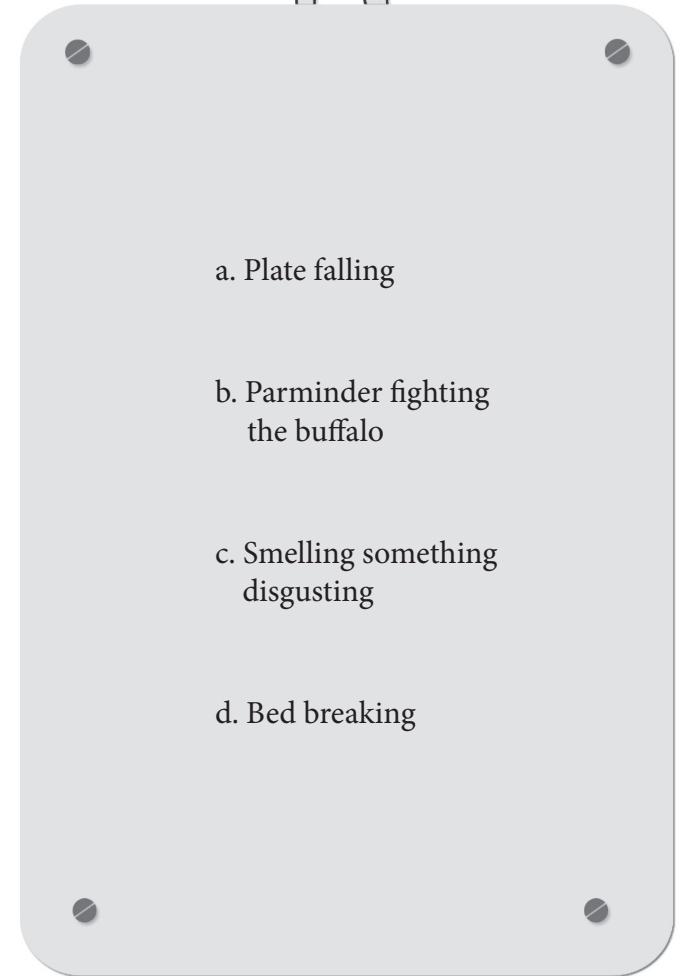 a. Plate falling
b. Parminder fighting
the buffalo
c. Smelling something
disgusting
d. Bed breaking